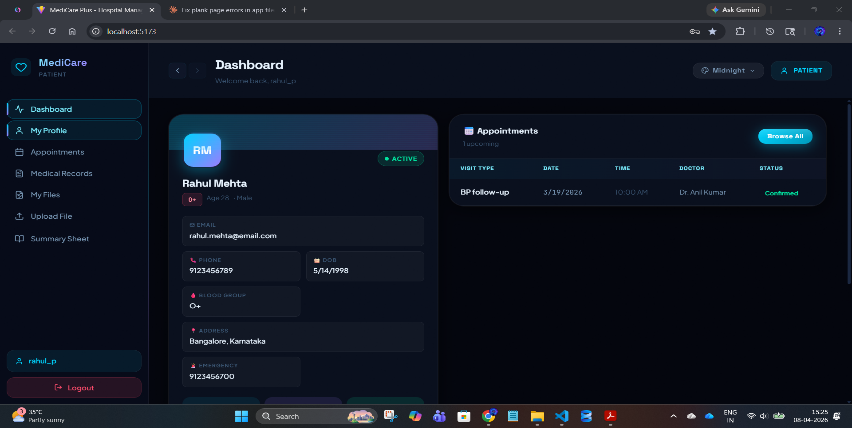 MediCare Plus - Hospital Mana
Fix plank page errors in app file
Ask Gemini
localhost:5173
MediCare
PATIENT
Dashboard
My Profile
Appointments
Medical Records
My Files
Upload File
Summary Sheet
rahul_p
Logout
Dashboard
Welcome back, rahul_p
Midnight
PATIENT
RM
ACTIVE
Rahul Mehta
O+
Age 28 · Male
EMAIL
rahul.mehta@email.com
PHONE
9123456789
DOB
5/14/1998
BLOOD GROUP
O+
ADDRESS
Bangalore, Karnataka
EMERGENCY
9123456700
Appointments
1 upcoming
Browse All
VISIT TYPE DATE TIME DOCTOR STATUS
BP follow-up 3/19/2026 10:00 AM Dr. Anil Kumar Confirmed
35°C
Partly sunny
Search
ENG
IN
15:25
08-04-2026